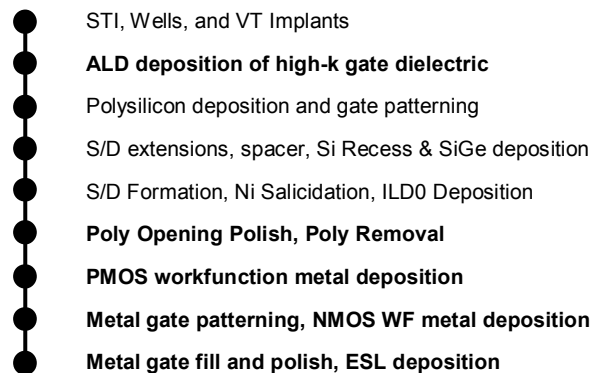 STI, Wells, and VT Implants
ALD deposition of high-k gate dielectric
Polysilicon deposition and gate patterning
S/D extensions, spacer, Si Recess & SiGe deposition
S/D Formation, Ni Salicidation, ILD0 Deposition
Poly Opening Polish, Poly Removal
PMOS workfunction metal deposition
Metal gate patterning, NMOS WF metal deposition
Metal gate fill and polish, ESL deposition